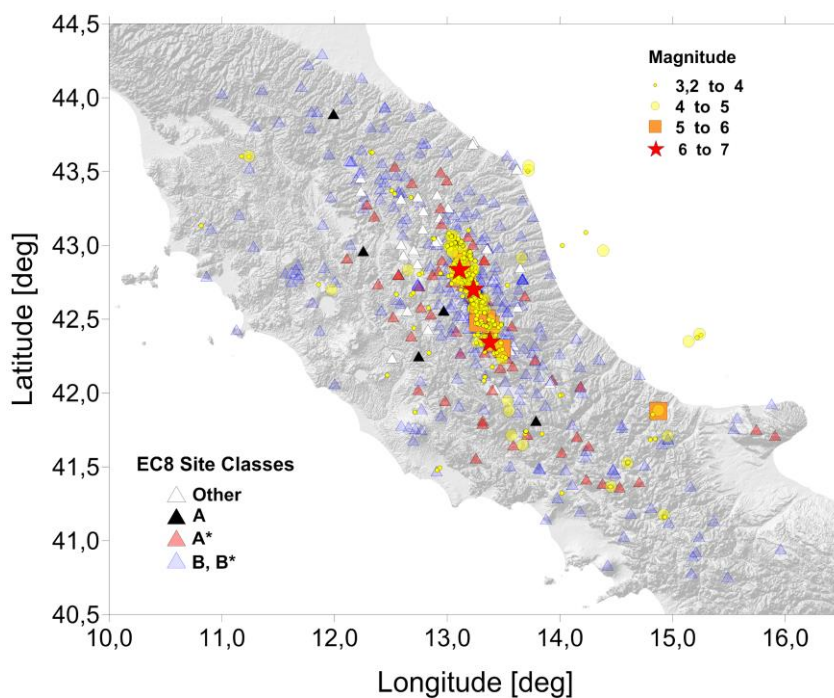 44,5
44,0
43,5
43,0
42,5
42,0
41,5
41,0
40,5
Latitude [deg]
Magnitude
3,2 to 4
4 to 5
5 to 6
6 to 7
EC8 Site Classes
Other
A
A*
B, B*
10,0 11,0 12,0 13,0 14,0 15,0 16,0
Longitude [deg]